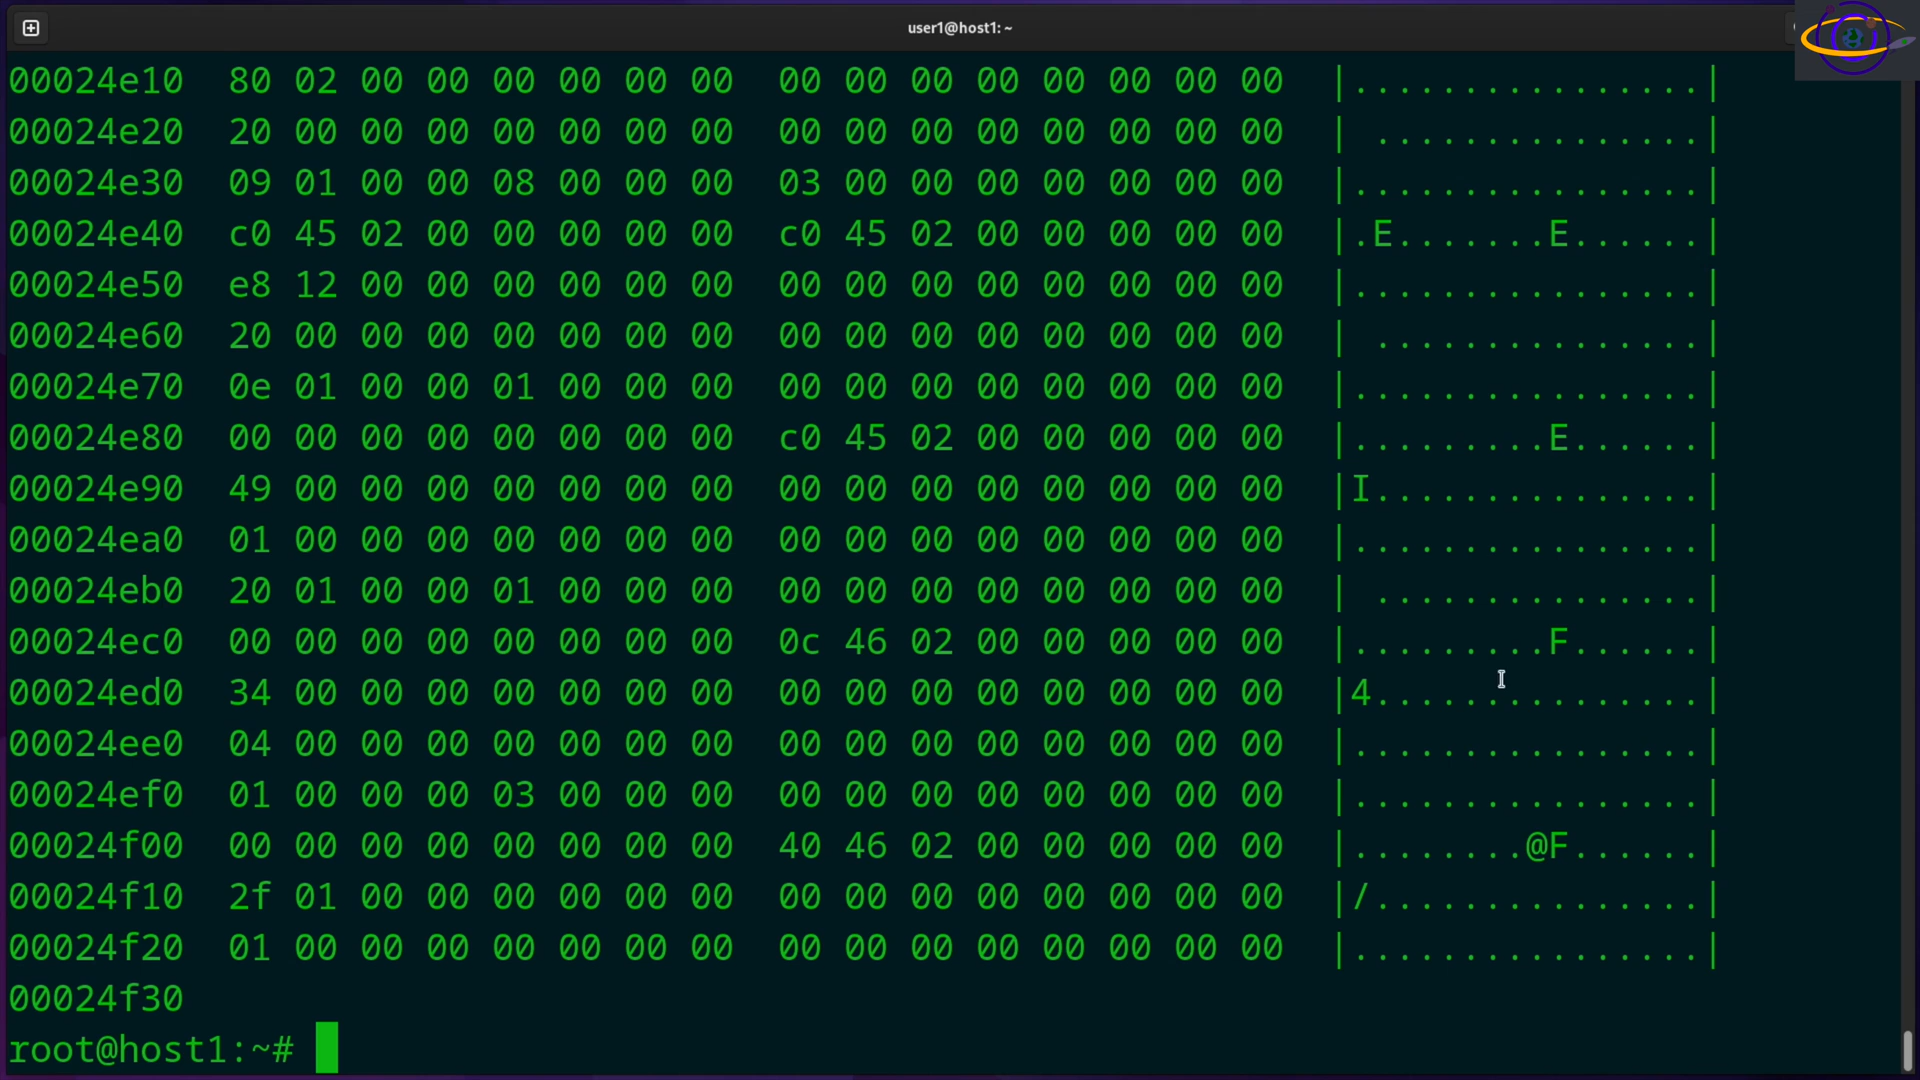 user1@host1: ~
00024e10  80 02 00 00 00 00 00 00  00 00 00 00 00 00 00 00  |................|
00024e20  20 00 00 00 00 00 00 00  00 00 00 00 00 00 00 00  | ...............|
00024e30  09 01 00 00 08 00 00 00  03 00 00 00 00 00 00 00  |................|
00024e40  c0 45 02 00 00 00 00 00  c0 45 02 00 00 00 00 00  |.E.......E......|
00024e50  e8 12 00 00 00 00 00 00  00 00 00 00 00 00 00 00  |................|
00024e60  20 00 00 00 00 00 00 00  00 00 00 00 00 00 00 00  | ...............|
00024e70  0e 01 00 00 01 00 00 00  00 00 00 00 00 00 00 00  |................|
00024e80  00 00 00 00 00 00 00 00  c0 45 02 00 00 00 00 00  |.........E......|
00024e90  49 00 00 00 00 00 00 00  00 00 00 00 00 00 00 00  |I...............|
00024ea0  01 00 00 00 00 00 00 00  00 00 00 00 00 00 00 00  |................|
00024eb0  20 01 00 00 01 00 00 00  00 00 00 00 00 00 00 00  | ...............|
00024ec0  00 00 00 00 00 00 00 00  0c 46 02 00 00 00 00 00  |.........F......|
00024ed0  34 00 00 00 00 00 00 00  00 00 00 00 00 00 00 00  |4...............|
00024ee0  04 00 00 00 00 00 00 00  00 00 00 00 00 00 00 00  |................|
00024ef0  01 00 00 00 03 00 00 00  00 00 00 00 00 00 00 00  |................|
00024f00  00 00 00 00 00 00 00 00  40 46 02 00 00 00 00 00  |........@F......|
00024f10  2f 01 00 00 00 00 00 00  00 00 00 00 00 00 00 00  |/...............|
00024f20  01 00 00 00 00 00 00 00  00 00 00 00 00 00 00 00  |................|
00024f30
root@host1:~#